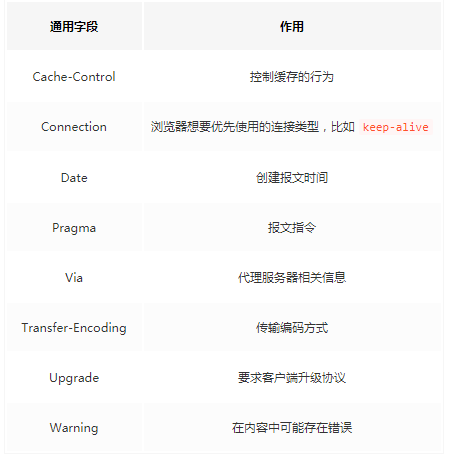 通用字段 作用
Cache-Control 控制缓存的行为
Connection 浏览器想要优先使用的连接类型，比如 keep-alive
Date 创建报文时间
Pragma 报文指令
Via 代理服务器相关信息
Transfer-Encoding 传输编码方式
Upgrade 要求客户端升级协议
Warning 在内容中可能存在错误